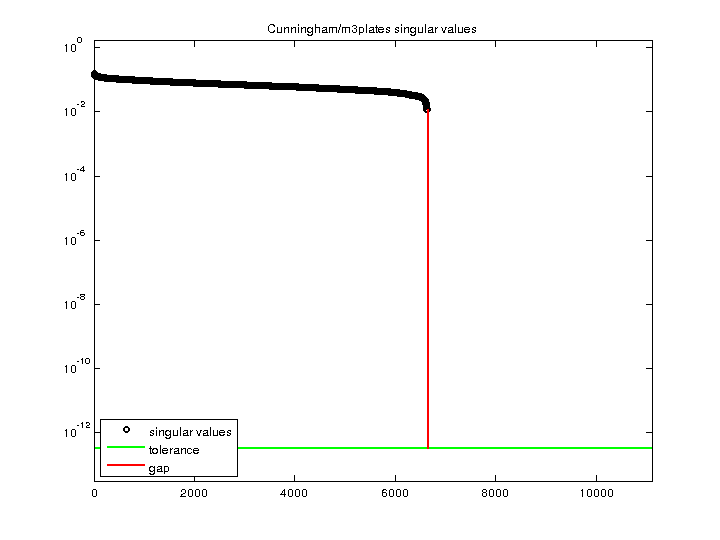 Cunningham/m3plates singular values
10^0
10^-2
10^-4
10^-6
10^-8
10^-10
10^-12
singular values
tolerance
gap
0 2000 4000 6000 8000 10000